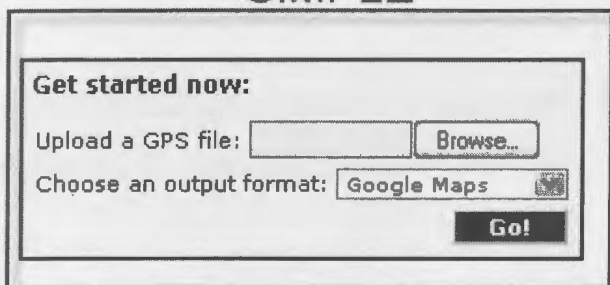 Get started now:
Upload a GPS file: Browse...
Choose an output format: Google Maps
Go!